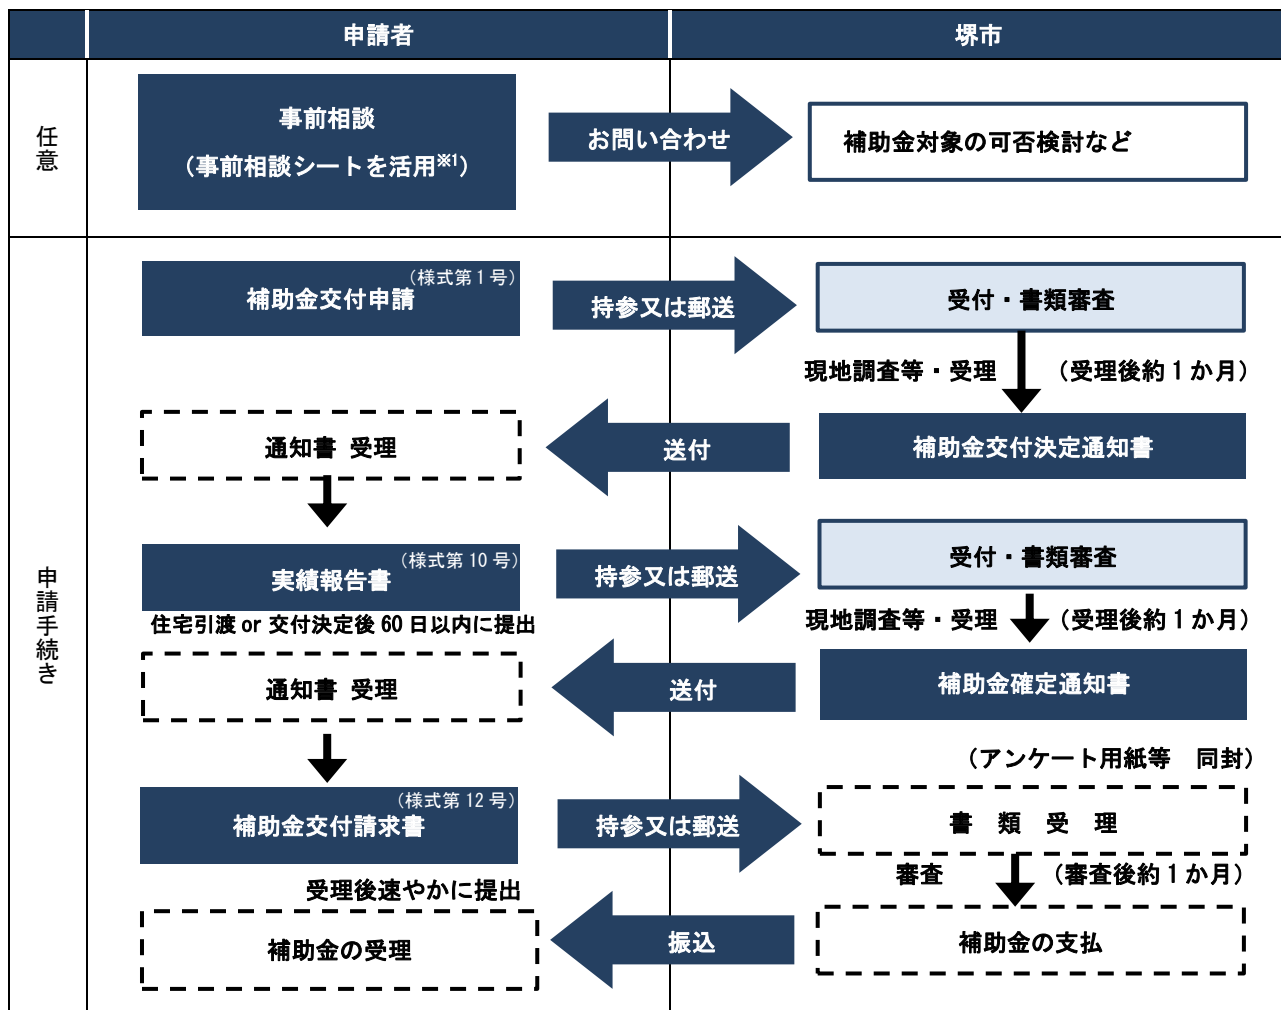 申請者
堺市
任意
事前相談
（事前相談シートを活用※1）
お問い合わせ
補助金対象の可否検討など
申請手続き
（様式第１号）
補助金交付申請
持参又は郵送
受付・書類審査
現地調査等・受理　（受理後約１か月）
通知書 受理
送付
補助金交付決定通知書
（様式第 10 号）
実績報告書
持参又は郵送
受付・書類審査
住宅引渡 or 交付決定後 60 日以内に提出
現地調査等・受理　（受理後約１か月）
通知書 受理
送付
補助金確定通知書
（アンケート用紙等　同封）
（様式第 12 号）
補助金交付請求書
持参又は郵送
書　類　受　理
受理後速やかに提出
審査　（審査後約１か月）
補助金の受理
振込
補助金の支払